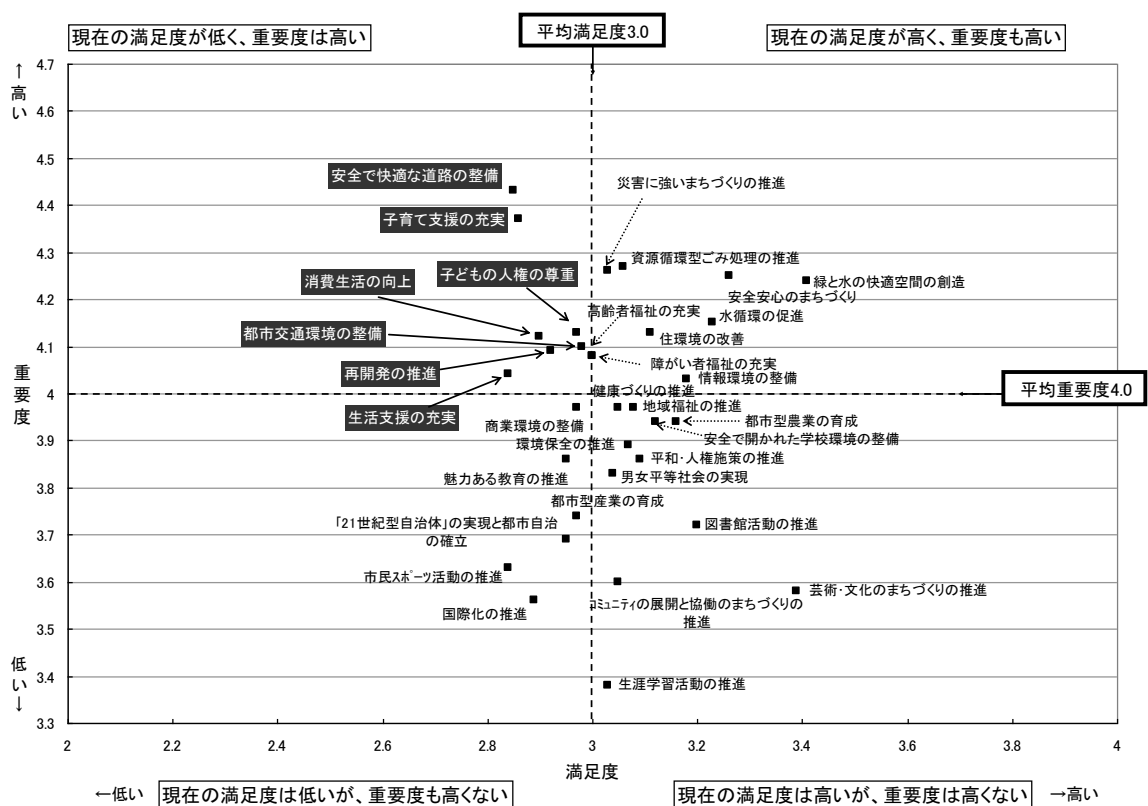 平均満足度3.0
現在の満足度が低く、重要度は高い
現在の満足度が高く、重要度も高い
↑高い
重要度
低い↓
4.7
4.6
4.5
4.4
4.3
4.2
4.1
4
3.9
3.8
3.7
3.6
3.5
3.4
3.3
安全で快適な道路の整備
災害に強いまちづくりの推進
子育て支援の充実
資源循環型ごみ処理の推進
子どもの人権の尊重
消費生活の向上
緑と水の快適空間の創造
安全安心のまちづくり
高齢者福祉の充実
水循環の促進
都市交通環境の整備
住環境の改善
再開発の推進
障がい者福祉の充実
情報環境の整備
平均重要度4.0
健康づくりの推進
生活支援の充実
地域福祉の推進
商業環境の整備
都市型農業の育成
安全で開かれた学校環境の整備
環境保全の推進
平和・人権施策の推進
魅力ある教育の推進
男女平等社会の実現
都市型産業の育成
「21世紀型自治体」の実現と都市自治
の確立
図書館活動の推進
市民スポーツ活動の推進
芸術・文化のまちづくりの推進
国際化の推進
コミュニティの展開と協働のまちづくりの
推進
生涯学習活動の推進
2 2.2 2.4 2.6 2.8 3 3.2 3.4 3.6 3.8 4
満足度
←低い
現在の満足度は低いが、重要度も高くない
現在の満足度は高いが、重要度は高くない
→高い